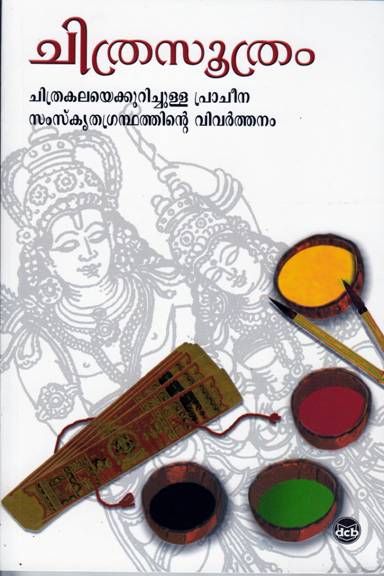 ചിത്രസൂത്രം
ചിത്രകലയെക്കുറിച്ചുള്ള പ്രാചീന
സംസ്കൃതഗ്രന്ഥത്തിന്റെ വിവർത്തനം
dcb